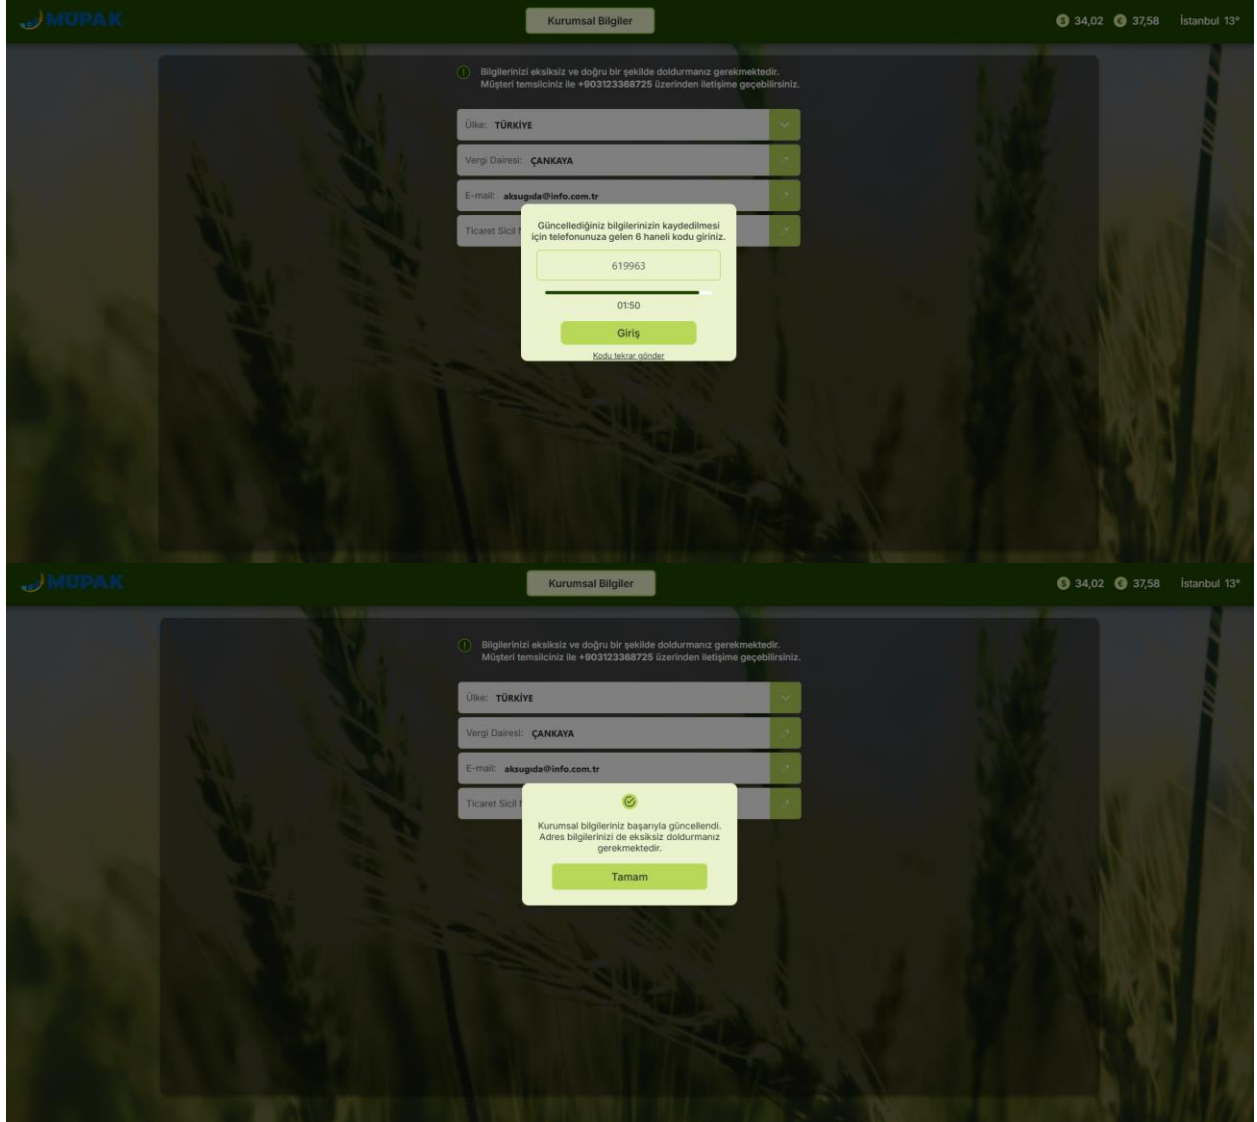 MÜPAK
Kurumsal Bilgiler
$ 34,02 € 37,58 İstanbul 13°
Bilgilerinizi eksiksiz ve doğru bir şekilde doldurmanız gerekmektedir.
Müşteri temsilciniz ile +903123368725 üzerinden iletişime geçebilirsiniz.
Ülke: TÜRKİYE
Vergi Dairesi: ÇANKAYA
E-mail: aksugıda@info.com.tr
Ticaret Sicil
Güncellediğiniz bilgilerinizin kaydedilmesi
için telefonunuza gelen 6 haneli kodu giriniz.
619963
01:50
Giriş
Kodu tekrar gönder
MÜPAK
Kurumsal Bilgiler
$ 34,02 € 37,58 İstanbul 13°
Bilgilerinizi eksiksiz ve doğru bir şekilde doldurmanız gerekmektedir.
Müşteri temsilciniz ile +903123368725 üzerinden iletişime geçebilirsiniz.
Ülke: TÜRKİYE
Vergi Dairesi: ÇANKAYA
E-mail: aksugıda@info.com.tr
Ticaret Sicil
Kurumsal bilgileriniz başarıyla güncellendi.
Adres bilgilerinizi de eksiksiz doldurmanız
gerekmektedir.
Tamam